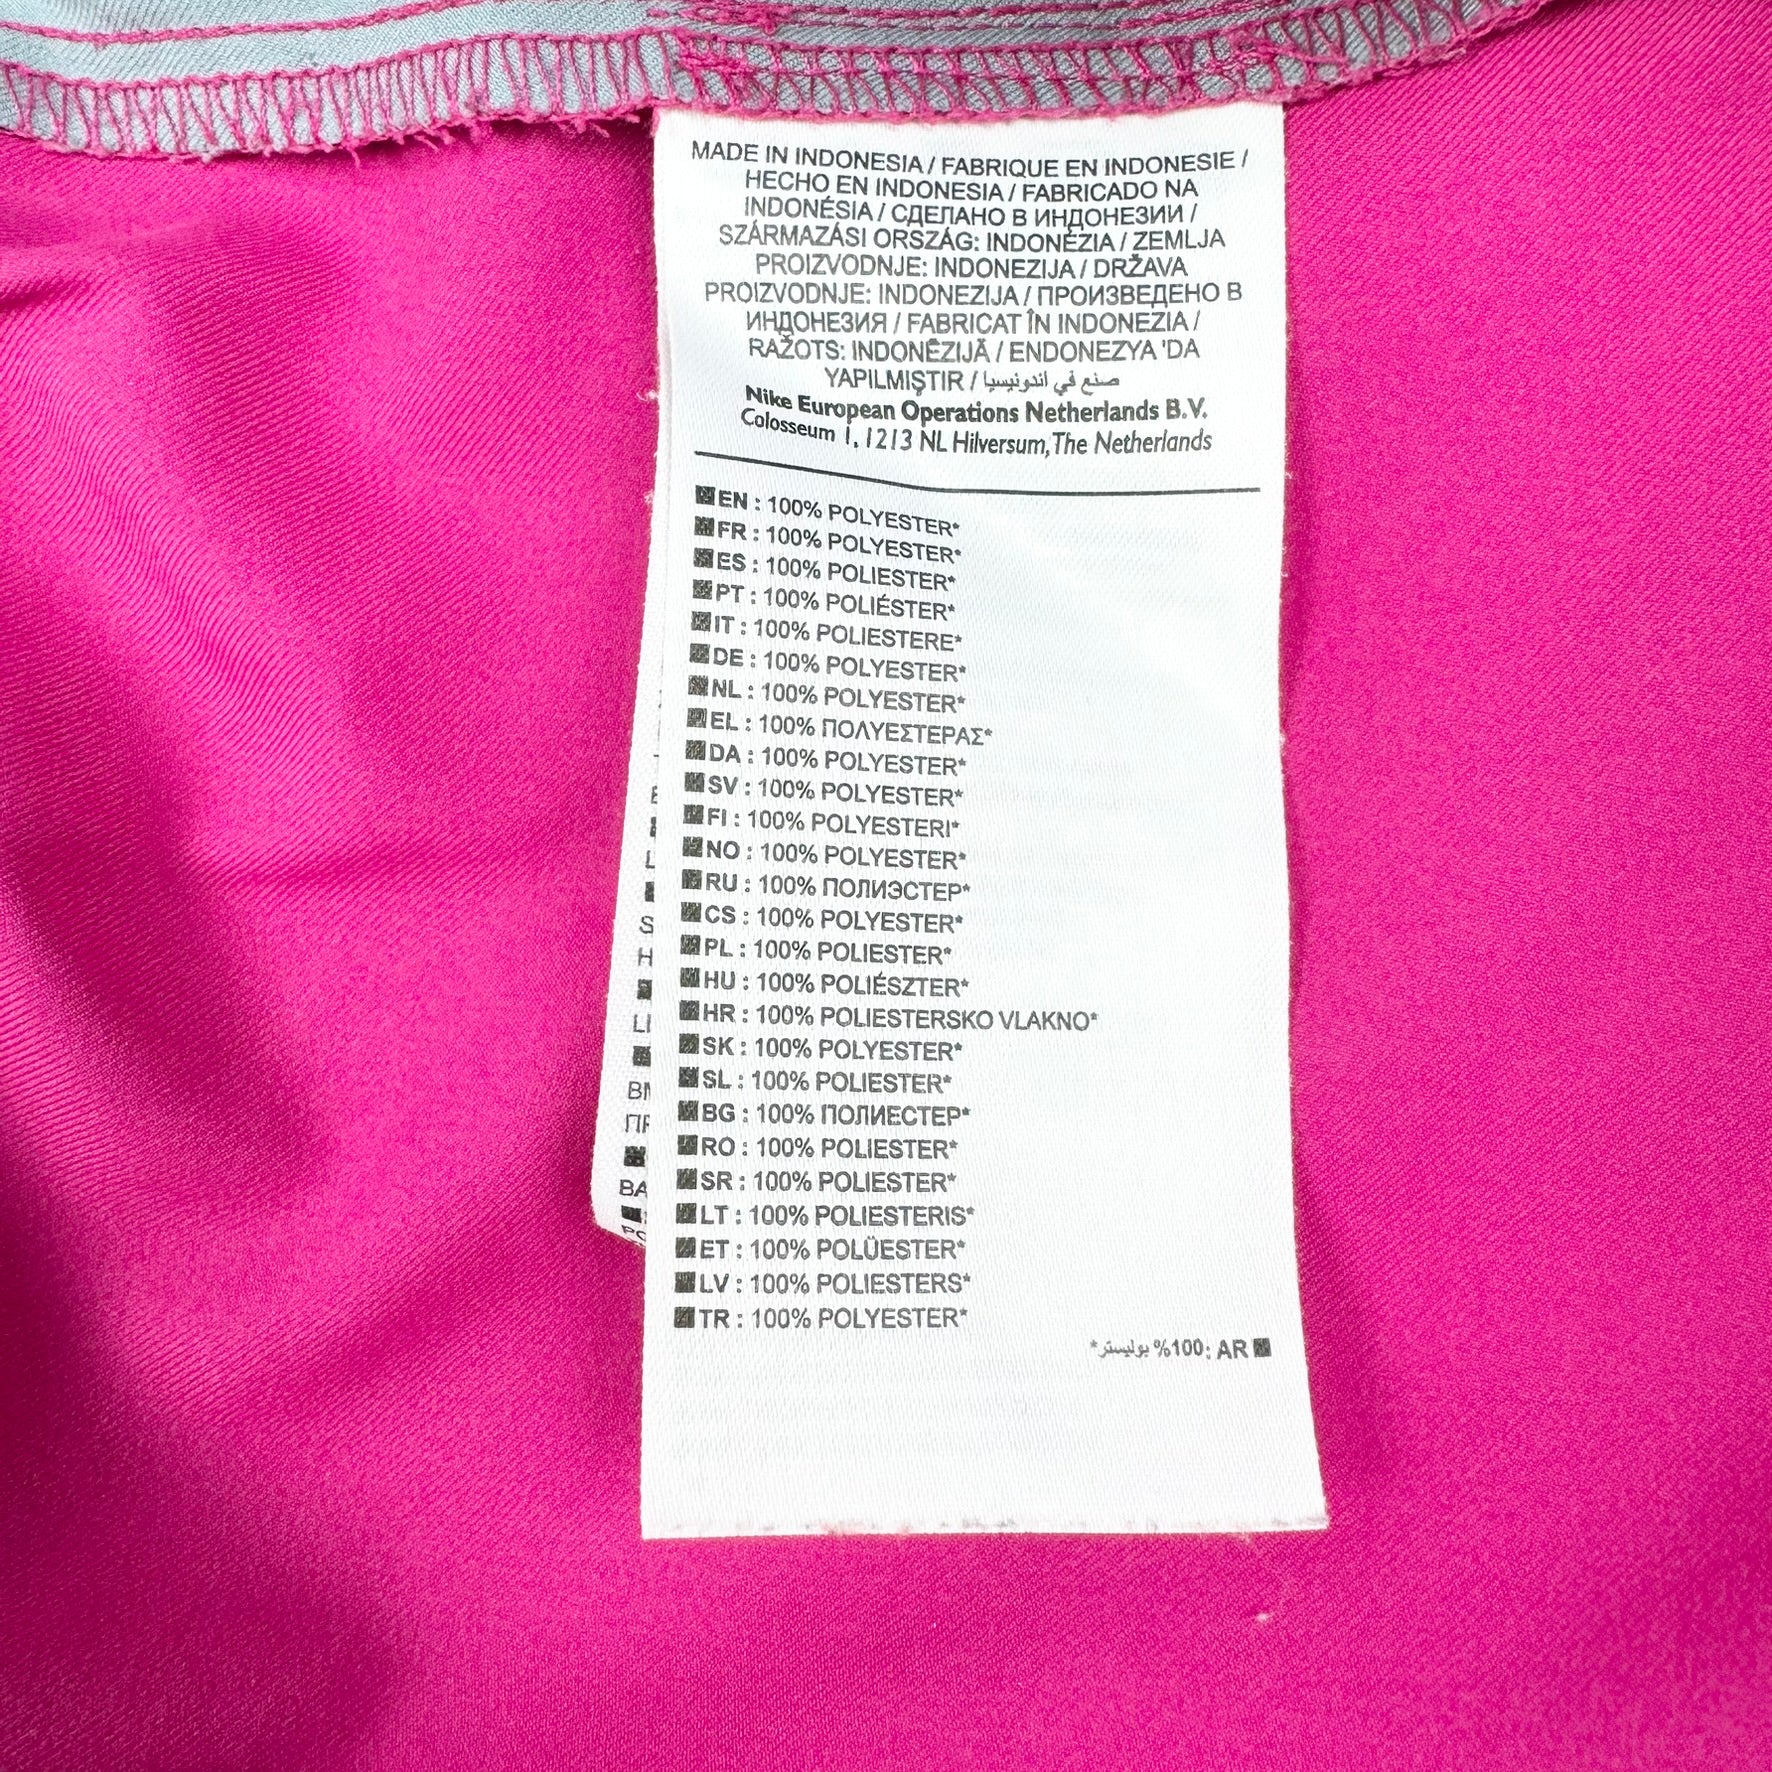 MADE IN INDONESIA / FABRIQUE EN INDONESIE /
HECHO EN INDONESIA / FABRICADO NA
INDONÉSIA / СДЕЛАНО В ИНДОНЕЗИИ /
SZÁRMAZÁSI ORSZÁG: INDONÉZIA / ZEMLJA
PROIZVODNJE: INDONEZIJA / DRŽAVA
PROIZVODNJE: INDONEZIJA / ПРОИЗВЕДЕНО В
ИНДОНЕЗИЯ / FABRICAT ÎN INDONEZIA /
RAŽOTS: INDONĒZIJĀ / ENDONEZYA 'DA
YAPILMIŞTIR / صنع في اندونيسيا
Nike European Operations Netherlands B.V.
Colosseum 1, 1213 NL Hilversum, The Netherlands
EN : 100% POLYESTER*
FR : 100% POLYESTER*
ES : 100% POLIESTER*
PT : 100% POLIÉSTER*
IT : 100% POLIESTERE*
DE : 100% POLYESTER*
NL : 100% POLYESTER*
EL : 100% ΠΟΛΥΕΣΤΕΡΑΣ*
DA : 100% POLYESTER*
SV : 100% POLYESTER*
FI : 100% POLYESTERI*
NO : 100% POLYESTER*
RU : 100% ПОЛИЭСТЕР*
CS : 100% POLYESTER*
PL : 100% POLIESTER*
HU : 100% POLIÉSZTER*
HR : 100% POLIESTERSKO VLAKNO*
SK : 100% POLYESTER*
SL : 100% POLIESTER*
BG : 100% ПОЛИЕСТЕР*
RO : 100% POLIESTER*
SR : 100% POLIESTER*
LT : 100% POLIESTERIS*
ET : 100% POLÜESTER*
LV : 100% POLIESTERS*
TR : 100% POLYESTER*
AR :100% بوليستر*